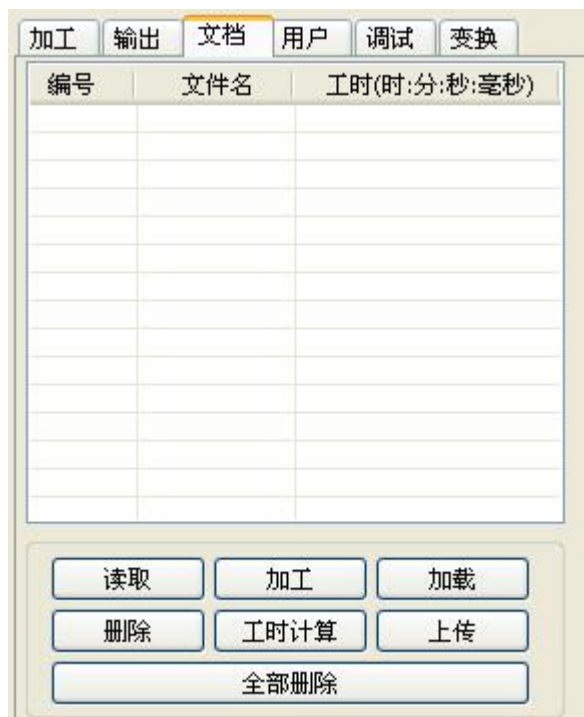 加工 输出 文档 用户 调试 变换
编号 文件名 工时(时:分:秒:毫秒)
读取 加工 加载
删除 工时计算 上传
全部删除